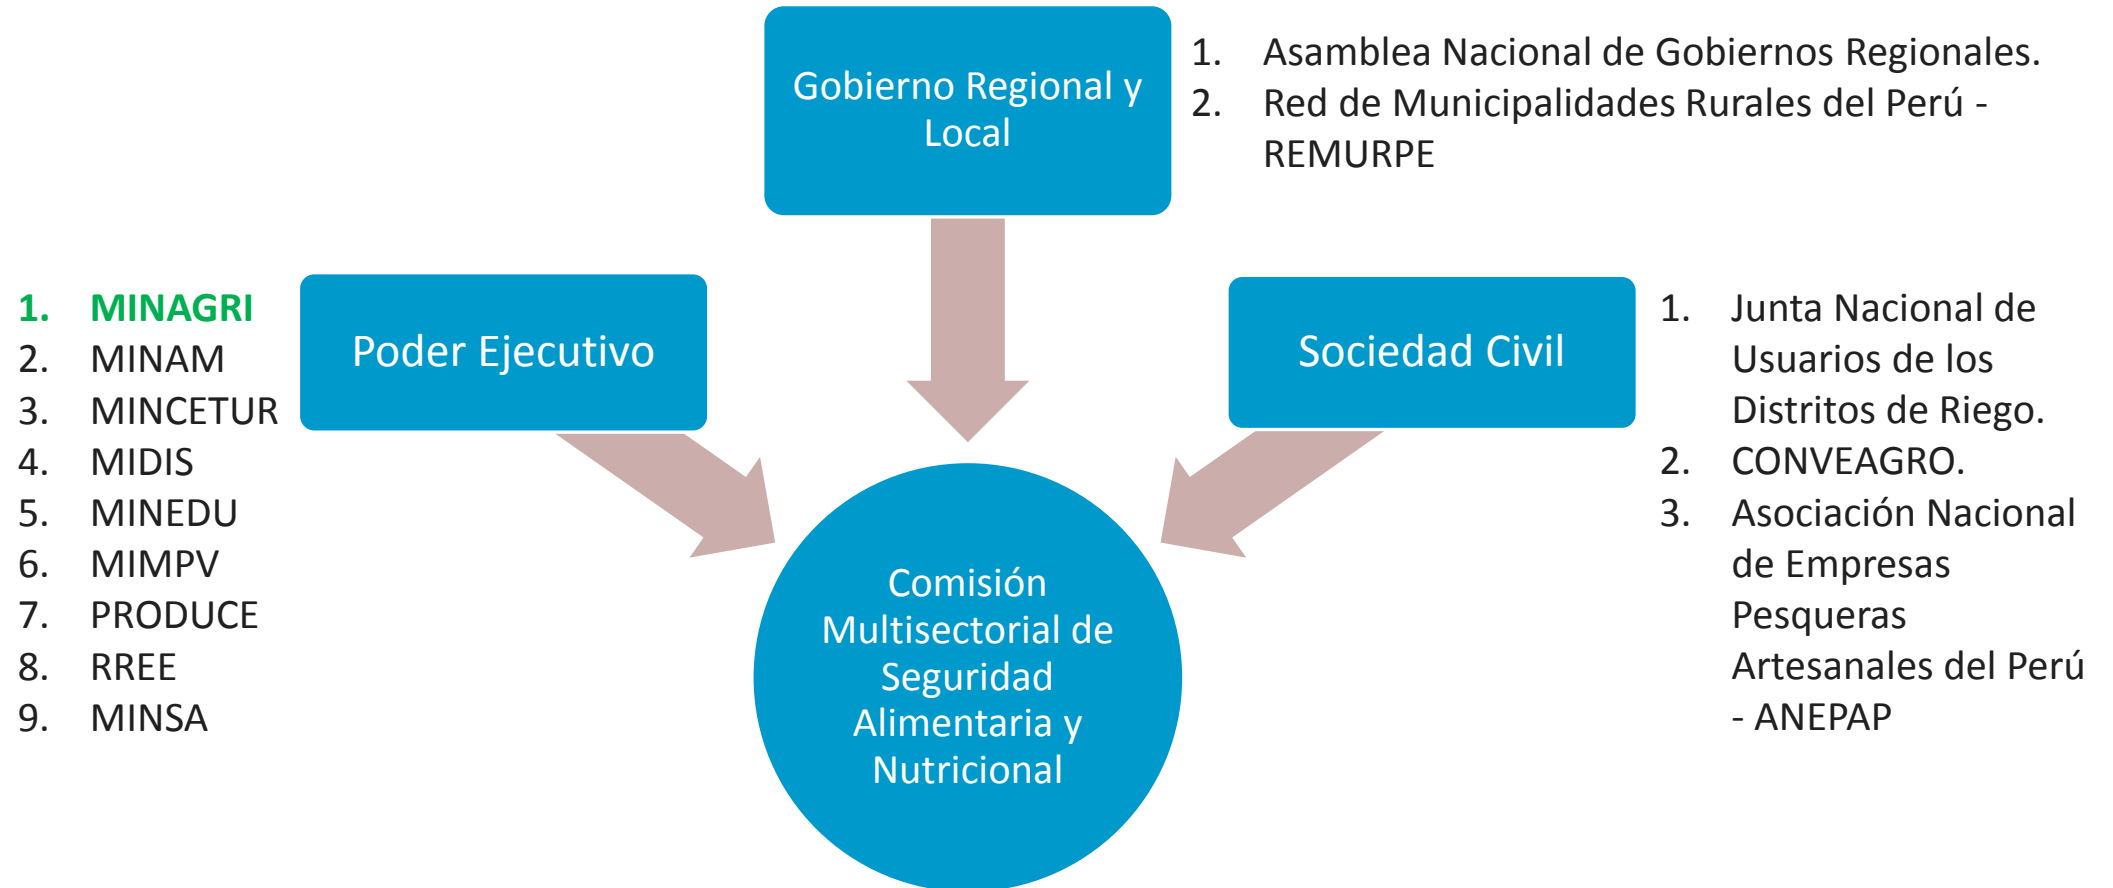 Gobierno Regional y
Local
1. Asamblea Nacional de Gobiernos Regionales.
2. Red de Municipalidades Rurales del Perú -
REMURPE
1. MINAGRI
2. MINAM
3. MINCETUR
4. MIDIS
5. MINEDU
6. MIMPV
7. PRODUCE
8. RREE
9. MINSA
Poder Ejecutivo
Sociedad Civil
1. Junta Nacional de
Usuarios de los
Distritos de Riego.
2. CONVEAGRO.
3. Asociación Nacional
de Empresas
Pesqueras
Artesanales del Perú
- ANEPAP
Comisión
Multisectorial de
Seguridad
Alimentaria y
Nutricional